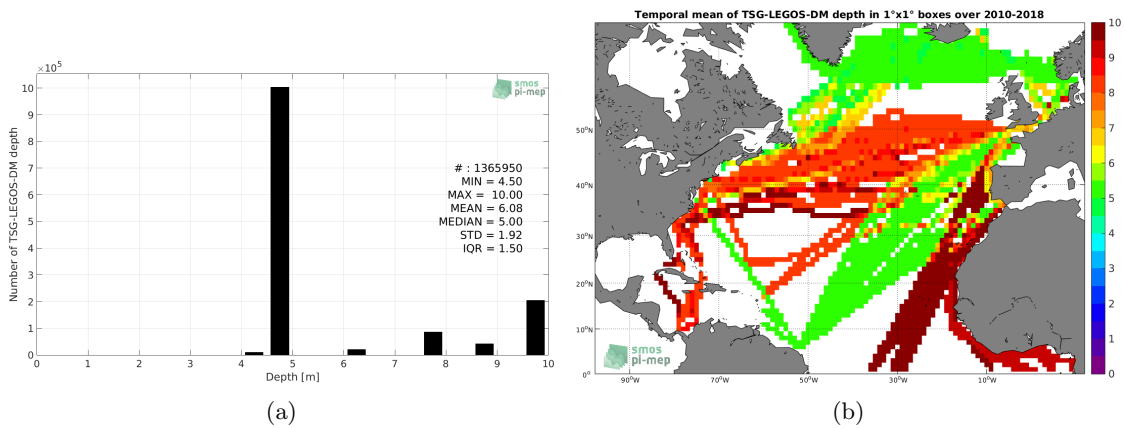 ×10⁵
10
9
8
7
6
5
4
3
2
1
0
Number of TSG-LEGOS-DM depth
smos
pi-mep
# : 1365950
MIN = 4.50
MAX = 10.00
MEAN = 6.08
MEDIAN = 5.00
STD = 1.92
IQR = 1.50
0 1 2 3 4 5 6 7 8 9 10
Depth [m]
(a)
Temporal mean of TSG-LEGOS-DM depth in 1°x1° boxes over 2010-2018
50°N
40°N
30°N
20°N
10°N
0°
90°W 70°W 50°W 30°W 10°W
smos
pi-mep
10
9
8
7
6
5
4
3
2
1
0
(b)